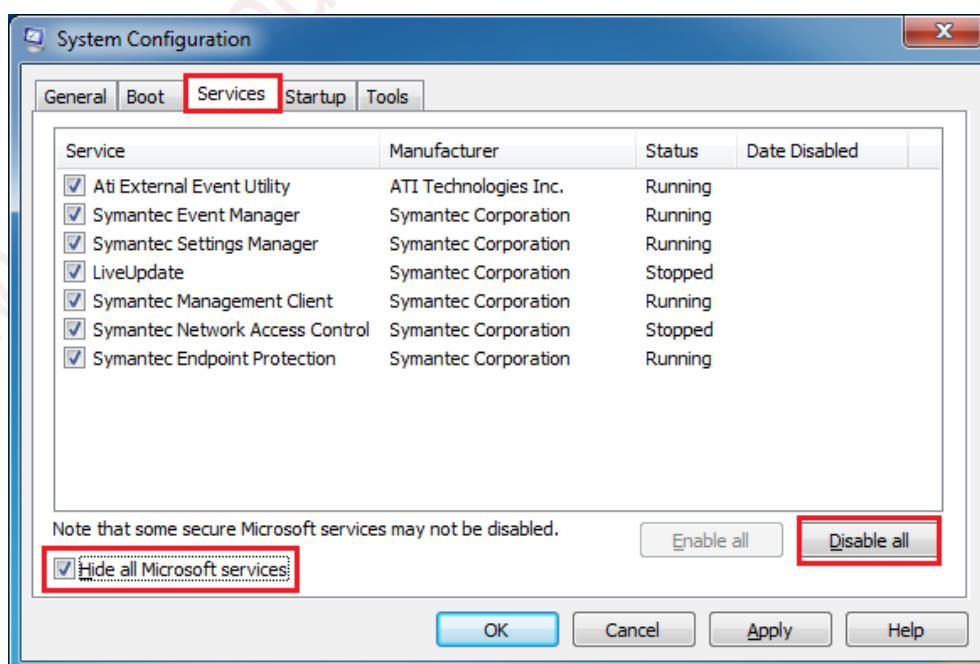 System Configuration
General Boot Services Startup Tools
Service Manufacturer Status Date Disabled
Ati External Event Utility ATI Technologies Inc. Running
Symantec Event Manager Symantec Corporation Running
Symantec Settings Manager Symantec Corporation Running
LiveUpdate Symantec Corporation Stopped
Symantec Management Client Symantec Corporation Running
Symantec Network Access Control Symantec Corporation Stopped
Symantec Endpoint Protection Symantec Corporation Running
Note that some secure Microsoft services may not be disabled.
Enable all Disable all
Hide all Microsoft services
OK Cancel Apply Help